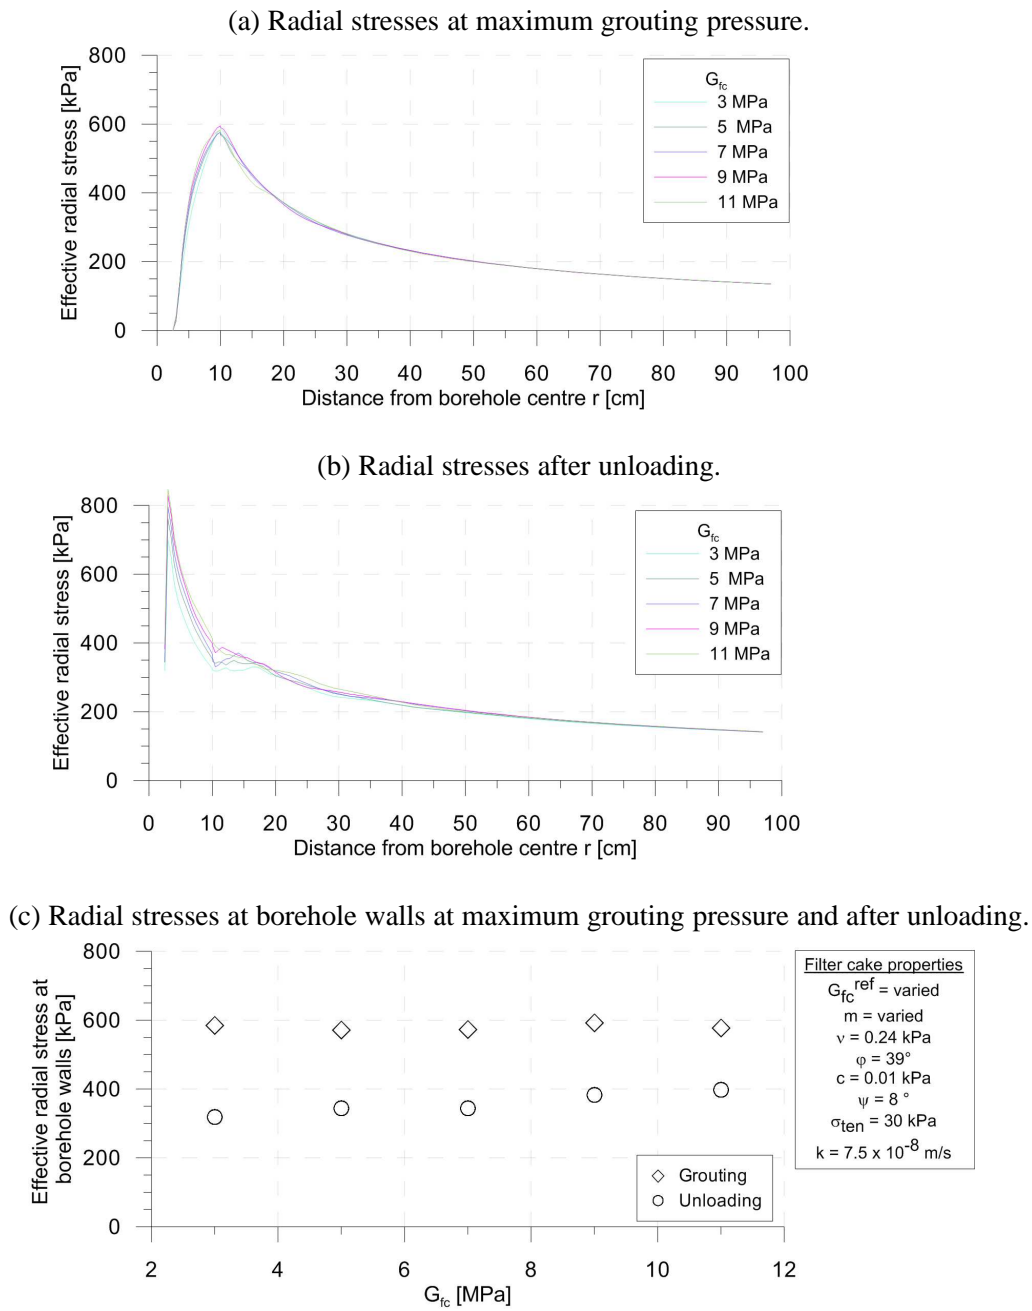 (a) Radial stresses at maximum grouting pressure.
800
600
400
200
0
Effective radial stress [kPa]
G_fc
3 MPa
5 MPa
7 MPa
9 MPa
11 MPa
0 10 20 30 40 50 60 70 80 90 100
Distance from borehole centre r [cm]
(b) Radial stresses after unloading.
800
600
400
200
0
Effective radial stress [kPa]
G_fc
3 MPa
5 MPa
7 MPa
9 MPa
11 MPa
0 10 20 30 40 50 60 70 80 90 100
Distance from borehole centre r [cm]
(c) Radial stresses at borehole walls at maximum grouting pressure and after unloading.
800
600
400
200
0
Effective radial stress at
borehole walls [kPa]
Grouting
Unloading
2 4 6 8 10 12
G_fc [MPa]
Filter cake properties
G_fc^ref = varied
m = varied
ν = 0.24 kPa
φ = 39°
c = 0.01 kPa
ψ = 8 °
σ_ten = 30 kPa
k = 7.5 x 10^-8 m/s